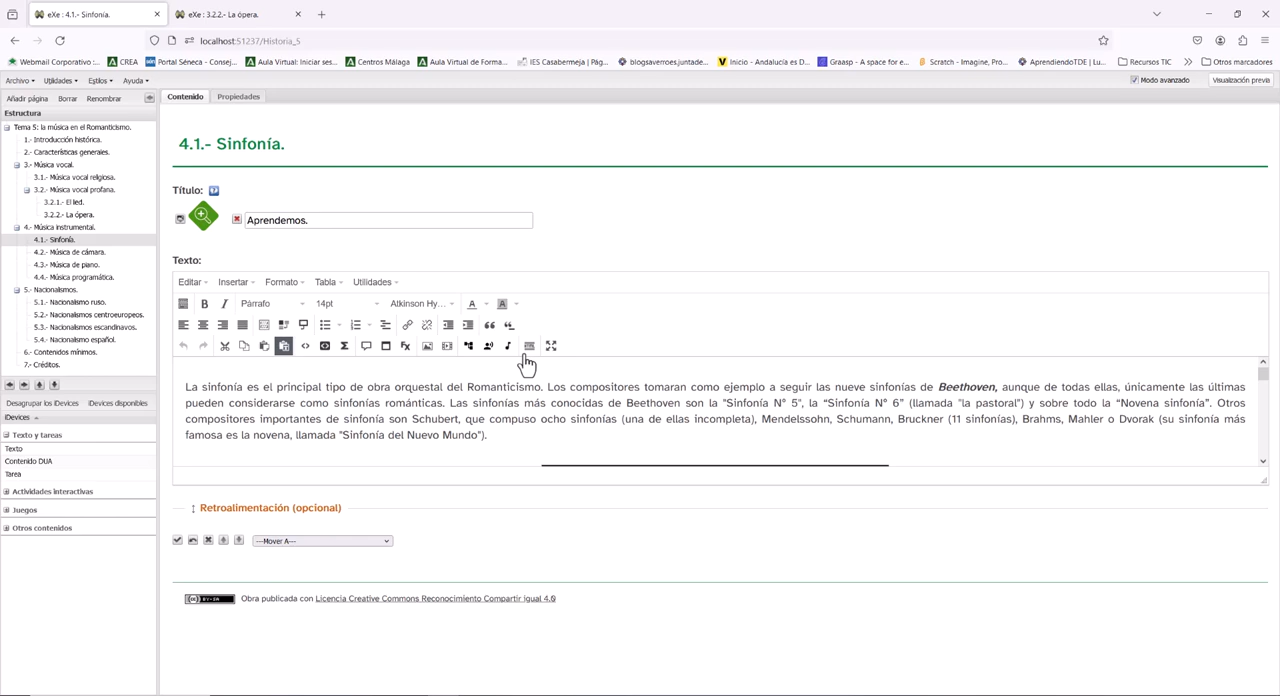 eXe : 4.1.- Sinfonía.
eXe : 3.2.2.- La ópera.
localhost:51237/Historia_5
Webmail Corporativo :...
CREA
Portal Séneca - Consej...
Aula Virtual: Iniciar ses...
Centros Málaga
Aula Virtual de Forma...
IES Casabermeja | Pág...
blogsaverroes.juntade...
Inicio - Andalucía es D...
Graasp - A space for e...
Scratch - Imagine, Pro...
AprendiendoTDE | Lu...
Recursos TIC
Otros marcadores
Archivo
Utilidades
Estilos
Ayuda
Modo avanzado
Visualización previa
Añadir página
Borrar
Renombrar
Contenido
Propiedades
Estructura
Tema 5: la música en el Romanticismo.
1.- Introducción histórica.
2.- Características generales.
3.- Música vocal.
3.1.- Música vocal religiosa.
3.2.- Música vocal profana.
3.2.1.- El lied.
3.2.2.- La ópera.
4.- Música instrumental.
4.1.- Sinfonía.
4.2.- Música de cámara.
4.3.- Música de piano.
4.4.- Música programática.
5.- Nacionalismos.
5.1.- Nacionalismo ruso.
5.2.- Nacionalismos centroeuropeos.
5.3.- Nacionalismos escandinavos.
5.4.- Nacionalismo español.
6.- Contenidos mínimos.
7.- Créditos.
Desagrupar los iDevices
iDevices disponibles
iDevices
Texto y tareas
Texto
Contenido DUA
Tarea
Actividades interactivas
Juegos
Otros contenidos
4.1.- Sinfonía.
Título:
Aprendemos.
Texto:
Editar
Insertar
Formato
Tabla
Utilidades
B I Párrafo 14pt Atkinson Hy... A A
La sinfonía es el principal tipo de obra orquestal del Romanticismo. Los compositores tomaran como ejemplo a seguir las nueve sinfonías de Beethoven, aunque de todas ellas, únicamente las últimas
pueden considerarse como sinfonías románticas. Las sinfonías más conocidas de Beethoven son la "Sinfonía Nº 5", la “Sinfonía Nº 6” (llamada "la pastoral") y sobre todo la “Novena sinfonía”. Otros
compositores importantes de sinfonía son Schubert, que compuso ocho sinfonías (una de ellas incompleta), Mendelssohn, Schumann, Bruckner (11 sinfonías), Brahms, Mahler o Dvorak (su sinfonía más
famosa es la novena, llamada "Sinfonía del Nuevo Mundo").
Retroalimentación (opcional)
---Mover A---
Obra publicada con Licencia Creative Commons Reconocimiento Compartir igual 4.0